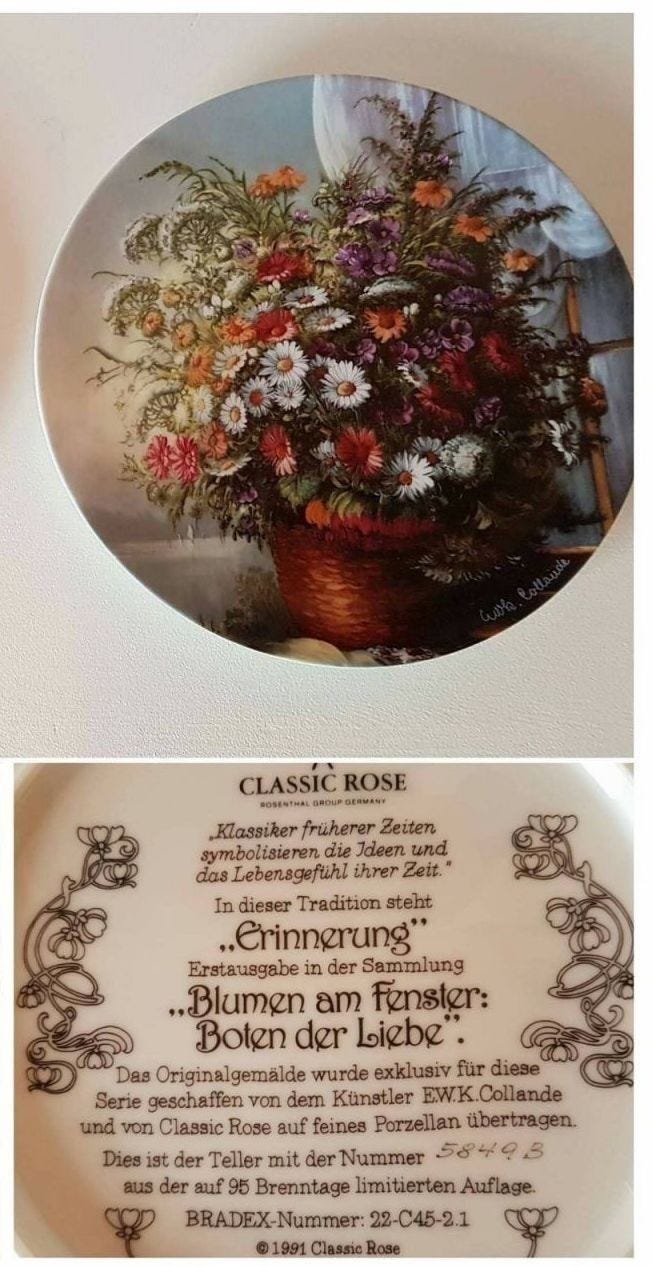 E.W.K. Collande
CLASSIC ROSE
ROSENTHAL GROUP GERMANY
„Klassiker früherer Zeiten
symbolisieren die Ideen und
das Lebensgefühl ihrer Zeit.”
In dieser Tradition steht
„Erinnerung”
Erstausgabe in der Sammlung
„Blumen am Fenster:
Boten der Liebe”.
Das Originalgemälde wurde exklusiv für diese
Serie geschaffen von dem Künstler E.W.K.Collande
und von Classic Rose auf feines Porzellan übertragen.
Dies ist der Teller mit der Nummer 5849B
aus der auf 95 Brenntage limitierten Auflage.
BRADEX-Nummer: 22-C45-2.1
©1991 Classic Rose